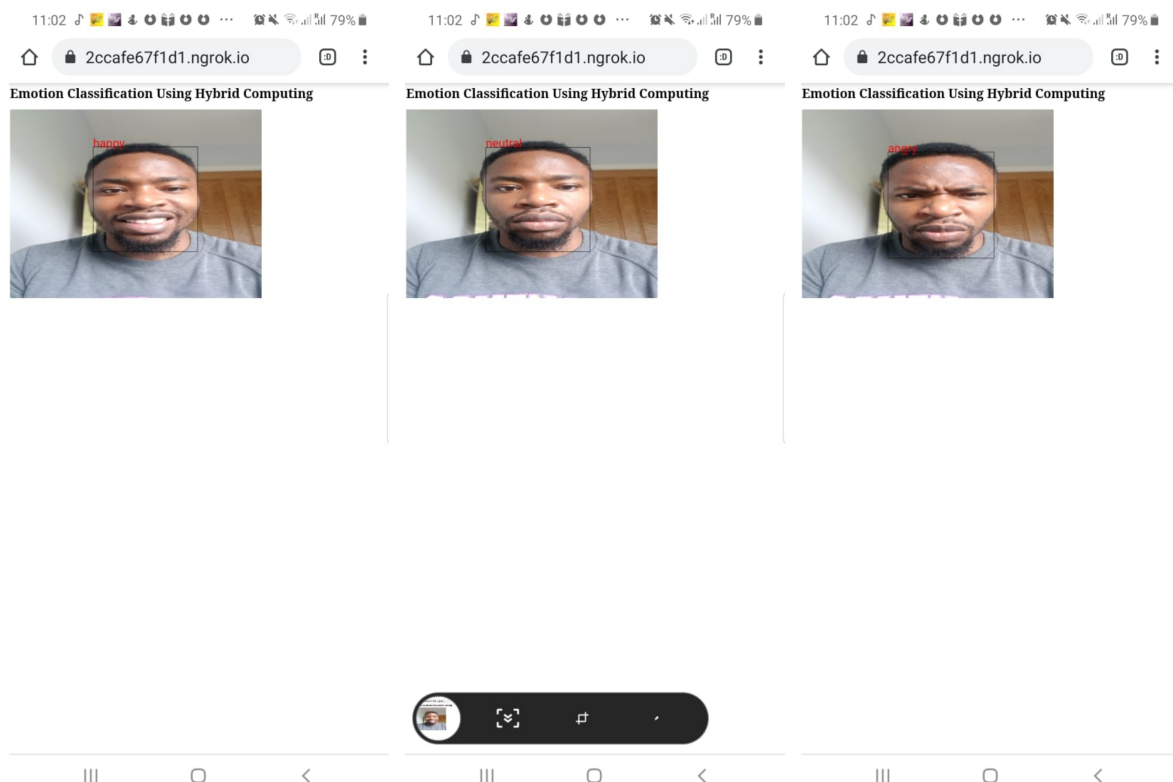 11:02 79%
2ccafe67f1d1.ngrok.io :D
Emotion Classification Using Hybrid Computing
happy
11:02 79%
2ccafe67f1d1.ngrok.io :D
Emotion Classification Using Hybrid Computing
neutral
11:02 79%
2ccafe67f1d1.ngrok.io :D
Emotion Classification Using Hybrid Computing
angry